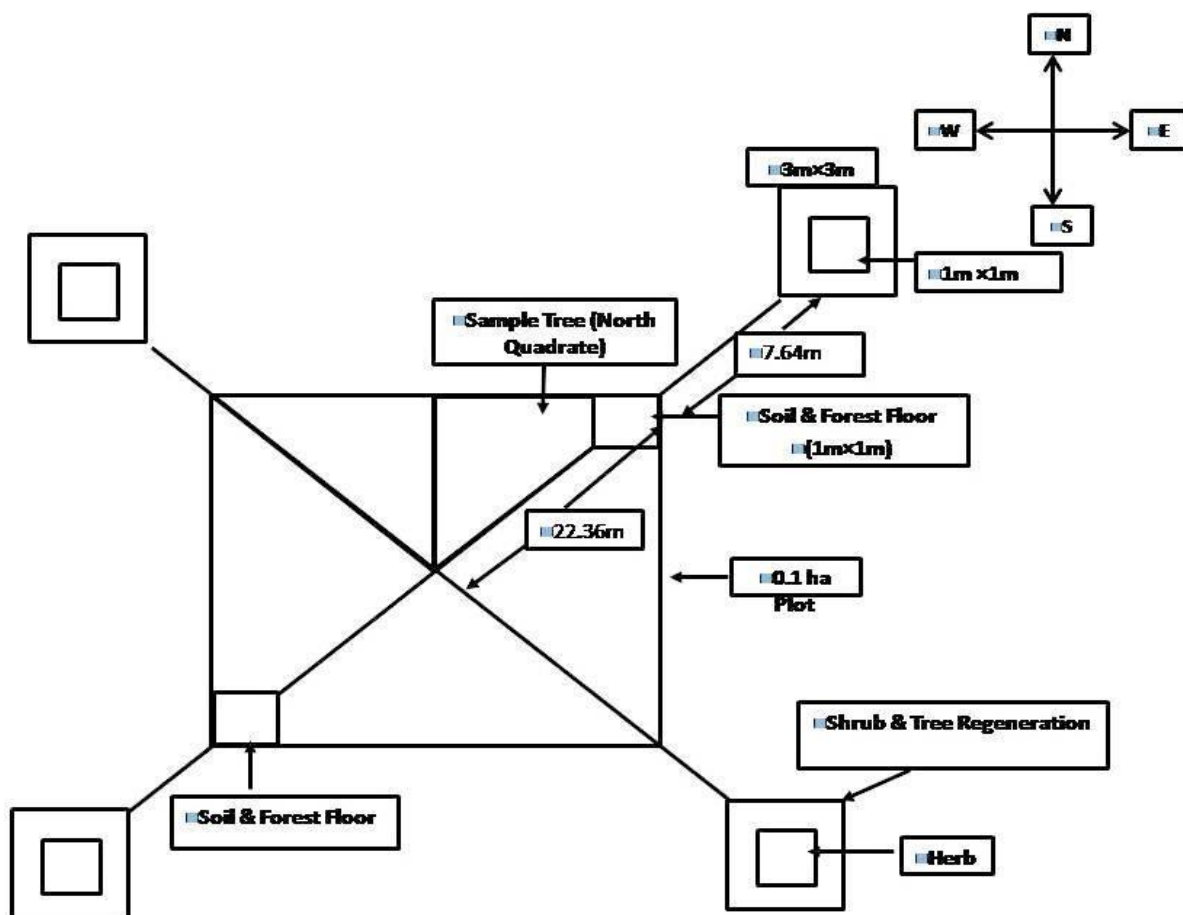 N
W
E
3m×3m
S
1m ×1m
Sample Tree (North
Quadrate)
7.64m
Soil & Forest Floor
(1m×1m)
22.36m
0.1 ha
Plot
Shrub & Tree Regeneration
Soil & Forest Floor
Herb